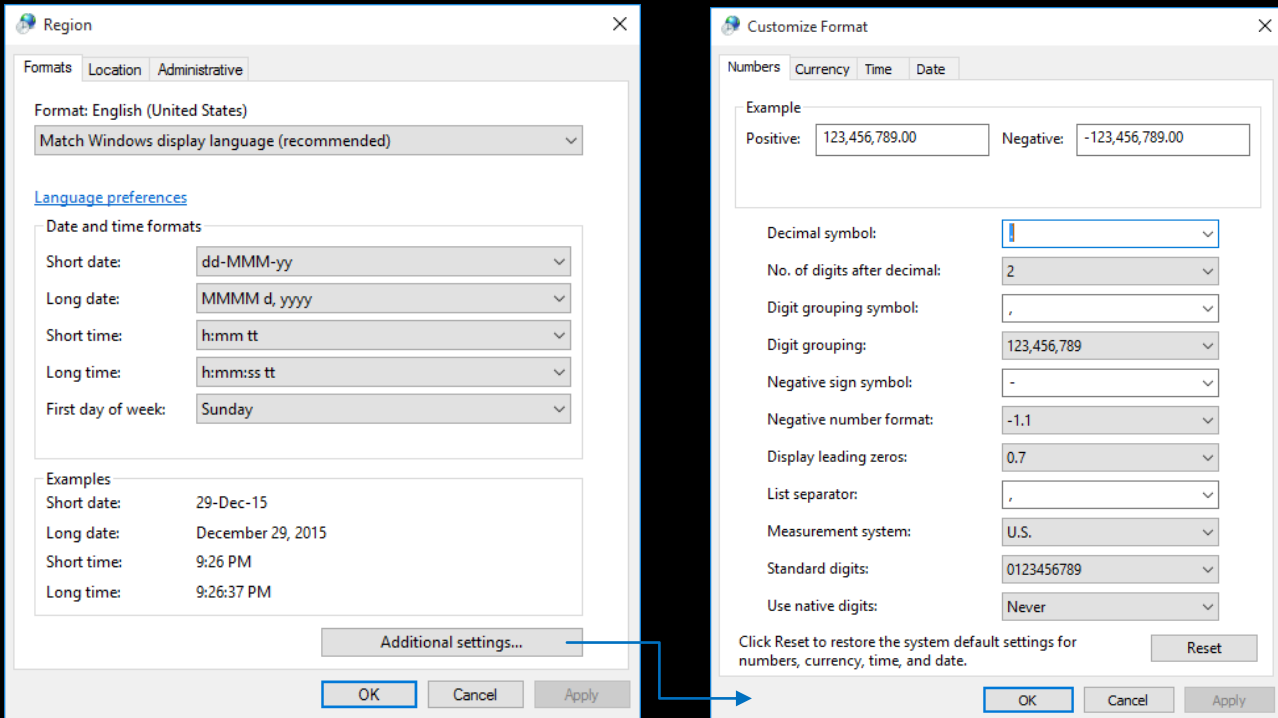 Region
Formats Location Administrative
Format: English (United States)
Match Windows display language (recommended)
Language preferences
Date and time formats
Short date: dd-MMM-yy
Long date: MMMM d, yyyy
Short time: h:mm tt
Long time: h:mm:ss tt
First day of week: Sunday
Examples
Short date: 29-Dec-15
Long date: December 29, 2015
Short time: 9:26 PM
Long time: 9:26:37 PM
Additional settings...
OK Cancel Apply
Customize Format
Numbers Currency Time Date
Example
Positive: 123,456,789.00 Negative: -123,456,789.00
Decimal symbol: .
No. of digits after decimal: 2
Digit grouping symbol: ,
Digit grouping: 123,456,789
Negative sign symbol: -
Negative number format: -1.1
Display leading zeros: 0.7
List separator: ,
Measurement system: U.S.
Standard digits: 0123456789
Use native digits: Never
Click Reset to restore the system default settings for
numbers, currency, time, and date.
Reset
OK Cancel Apply